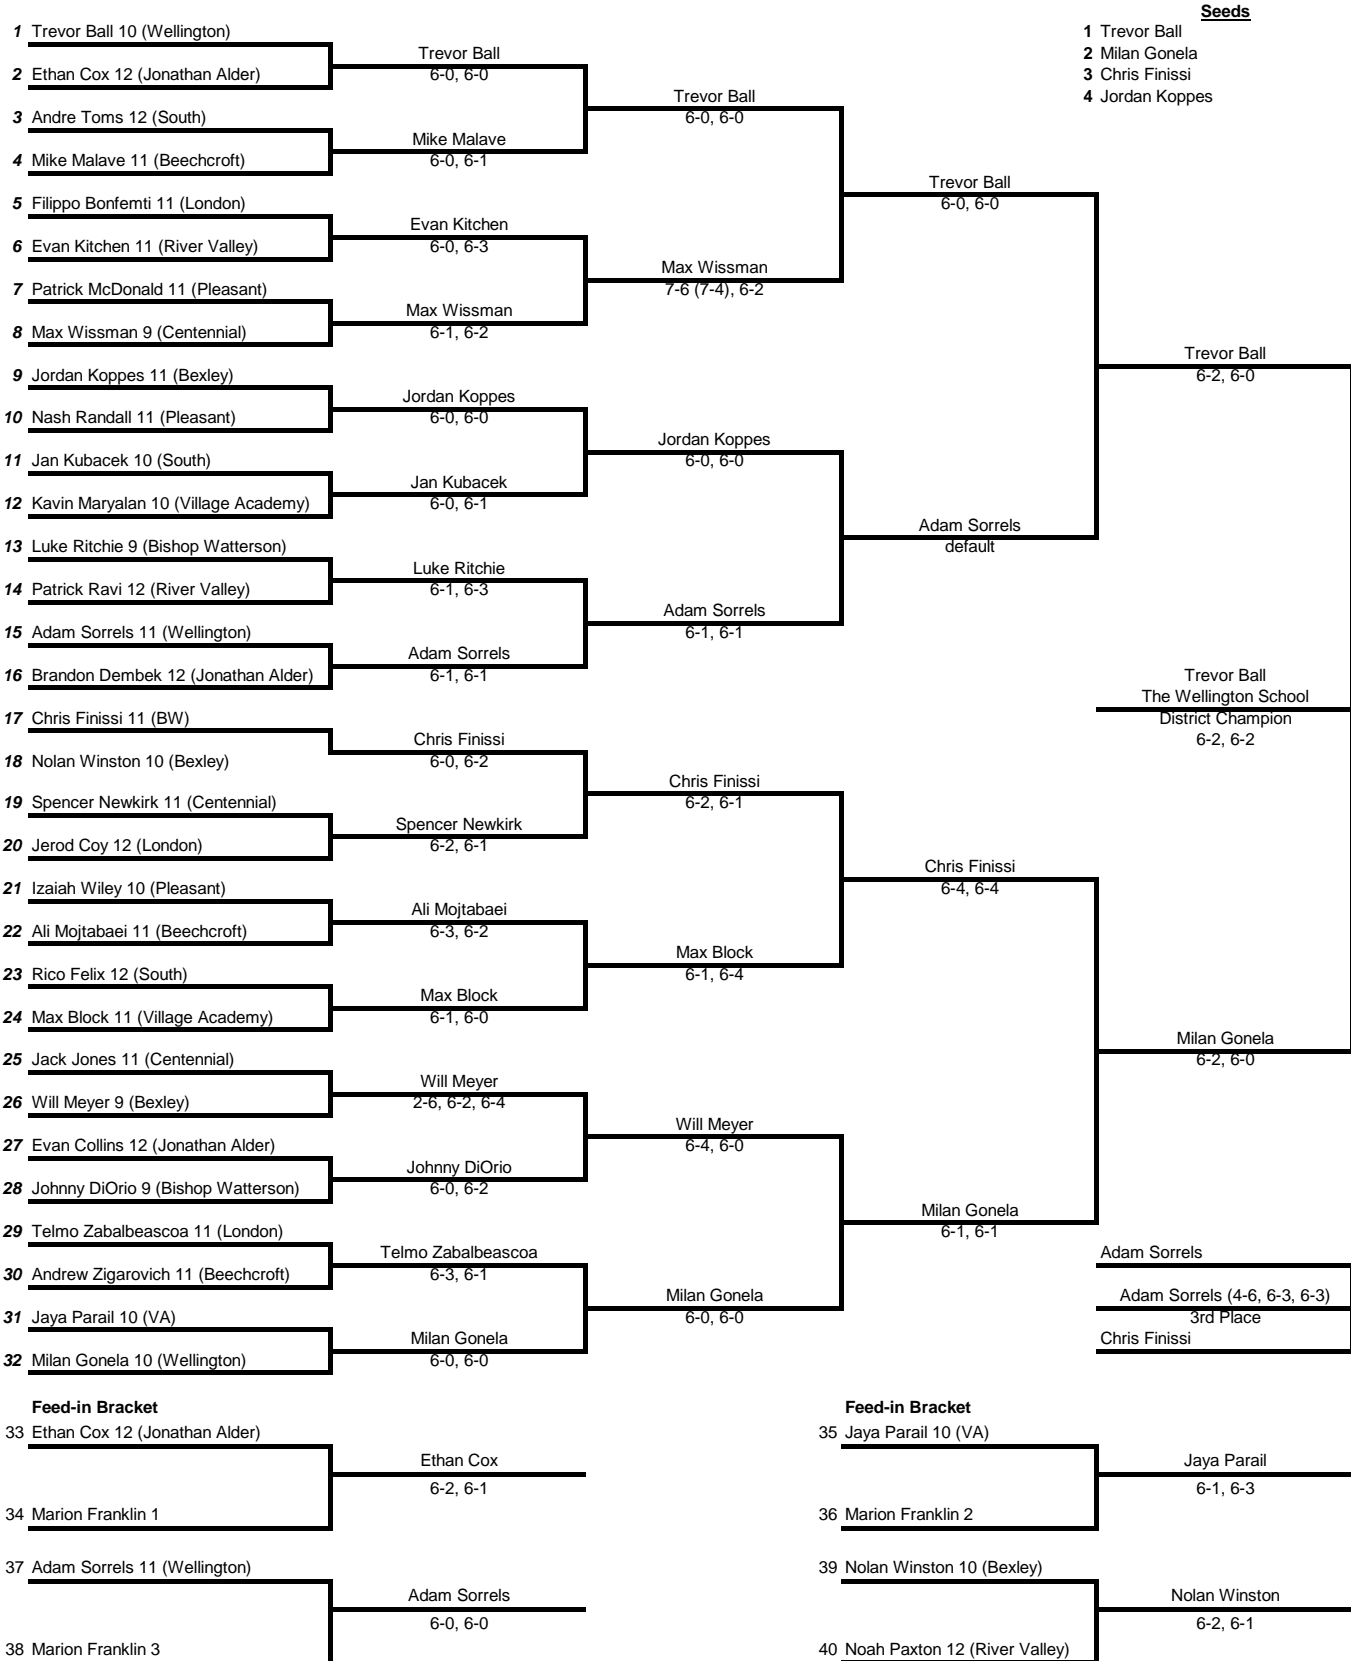 Seeds
1 Trevor Ball
2 Milan Gonela
3 Chris Finissi
4 Jordan Koppes
1 Trevor Ball 10 (Wellington)
2 Ethan Cox 12 (Jonathan Alder)
3 Andre Toms 12 (South)
4 Mike Malave 11 (Beechcroft)
5 Filippo Bonfemti 11 (London)
6 Evan Kitchen 11 (River Valley)
7 Patrick McDonald 11 (Pleasant)
8 Max Wissman 9 (Centennial)
9 Jordan Koppes 11 (Bexley)
10 Nash Randall 11 (Pleasant)
11 Jan Kubacek 10 (South)
12 Kavin Maryalan 10 (Village Academy)
13 Luke Ritchie 9 (Bishop Watterson)
14 Patrick Ravi 12 (River Valley)
15 Adam Sorrels 11 (Wellington)
16 Brandon Dembek 12 (Jonathan Alder)
17 Chris Finissi 11 (BW)
18 Nolan Winston 10 (Bexley)
19 Spencer Newkirk 11 (Centennial)
20 Jerod Coy 12 (London)
21 Izaiah Wiley 10 (Pleasant)
22 Ali Mojtabaei 11 (Beechcroft)
23 Rico Felix 12 (South)
24 Max Block 11 (Village Academy)
25 Jack Jones 11 (Centennial)
26 Will Meyer 9 (Bexley)
27 Evan Collins 12 (Jonathan Alder)
28 Johnny DiOrio 9 (Bishop Watterson)
29 Telmo Zabalbeascoa 11 (London)
30 Andrew Zigarovich 11 (Beechcroft)
31 Jaya Parail 10 (VA)
32 Milan Gonela 10 (Wellington)
Trevor Ball
6-0, 6-0
Mike Malave
6-0, 6-1
Evan Kitchen
6-0, 6-3
Max Wissman
6-1, 6-2
Jordan Koppes
6-0, 6-0
Jan Kubacek
6-0, 6-1
Luke Ritchie
6-1, 6-3
Adam Sorrels
6-1, 6-1
Chris Finissi
6-0, 6-2
Spencer Newkirk
6-2, 6-1
Ali Mojtabaei
6-3, 6-2
Max Block
6-1, 6-0
Will Meyer
2-6, 6-2, 6-4
Johnny DiOrio
6-0, 6-2
Telmo Zabalbeascoa
6-3, 6-1
Milan Gonela
6-0, 6-0
Trevor Ball
6-0, 6-0
Max Wissman
7-6 (7-4), 6-2
Jordan Koppes
6-0, 6-0
Adam Sorrels
6-1, 6-1
Chris Finissi
6-2, 6-1
Max Block
6-1, 6-4
Will Meyer
6-4, 6-0
Milan Gonela
6-0, 6-0
Trevor Ball
6-0, 6-0
Adam Sorrels
default
Chris Finissi
6-4, 6-4
Milan Gonela
6-1, 6-1
Trevor Ball
6-2, 6-0
Trevor Ball
The Wellington School
District Champion
6-2, 6-2
Milan Gonela
6-2, 6-0
Adam Sorrels
Adam Sorrels (4-6, 6-3, 6-3)
3rd Place
Chris Finissi
Feed-in Bracket
33 Ethan Cox 12 (Jonathan Alder)
Ethan Cox
6-2, 6-1
34 Marion Franklin 1
37 Adam Sorrels 11 (Wellington)
Adam Sorrels
6-0, 6-0
38 Marion Franklin 3
Feed-in Bracket
35 Jaya Parail 10 (VA)
Jaya Parail
6-1, 6-3
36 Marion Franklin 2
39 Nolan Winston 10 (Bexley)
Nolan Winston
6-2, 6-1
40 Noah Paxton 12 (River Valley)